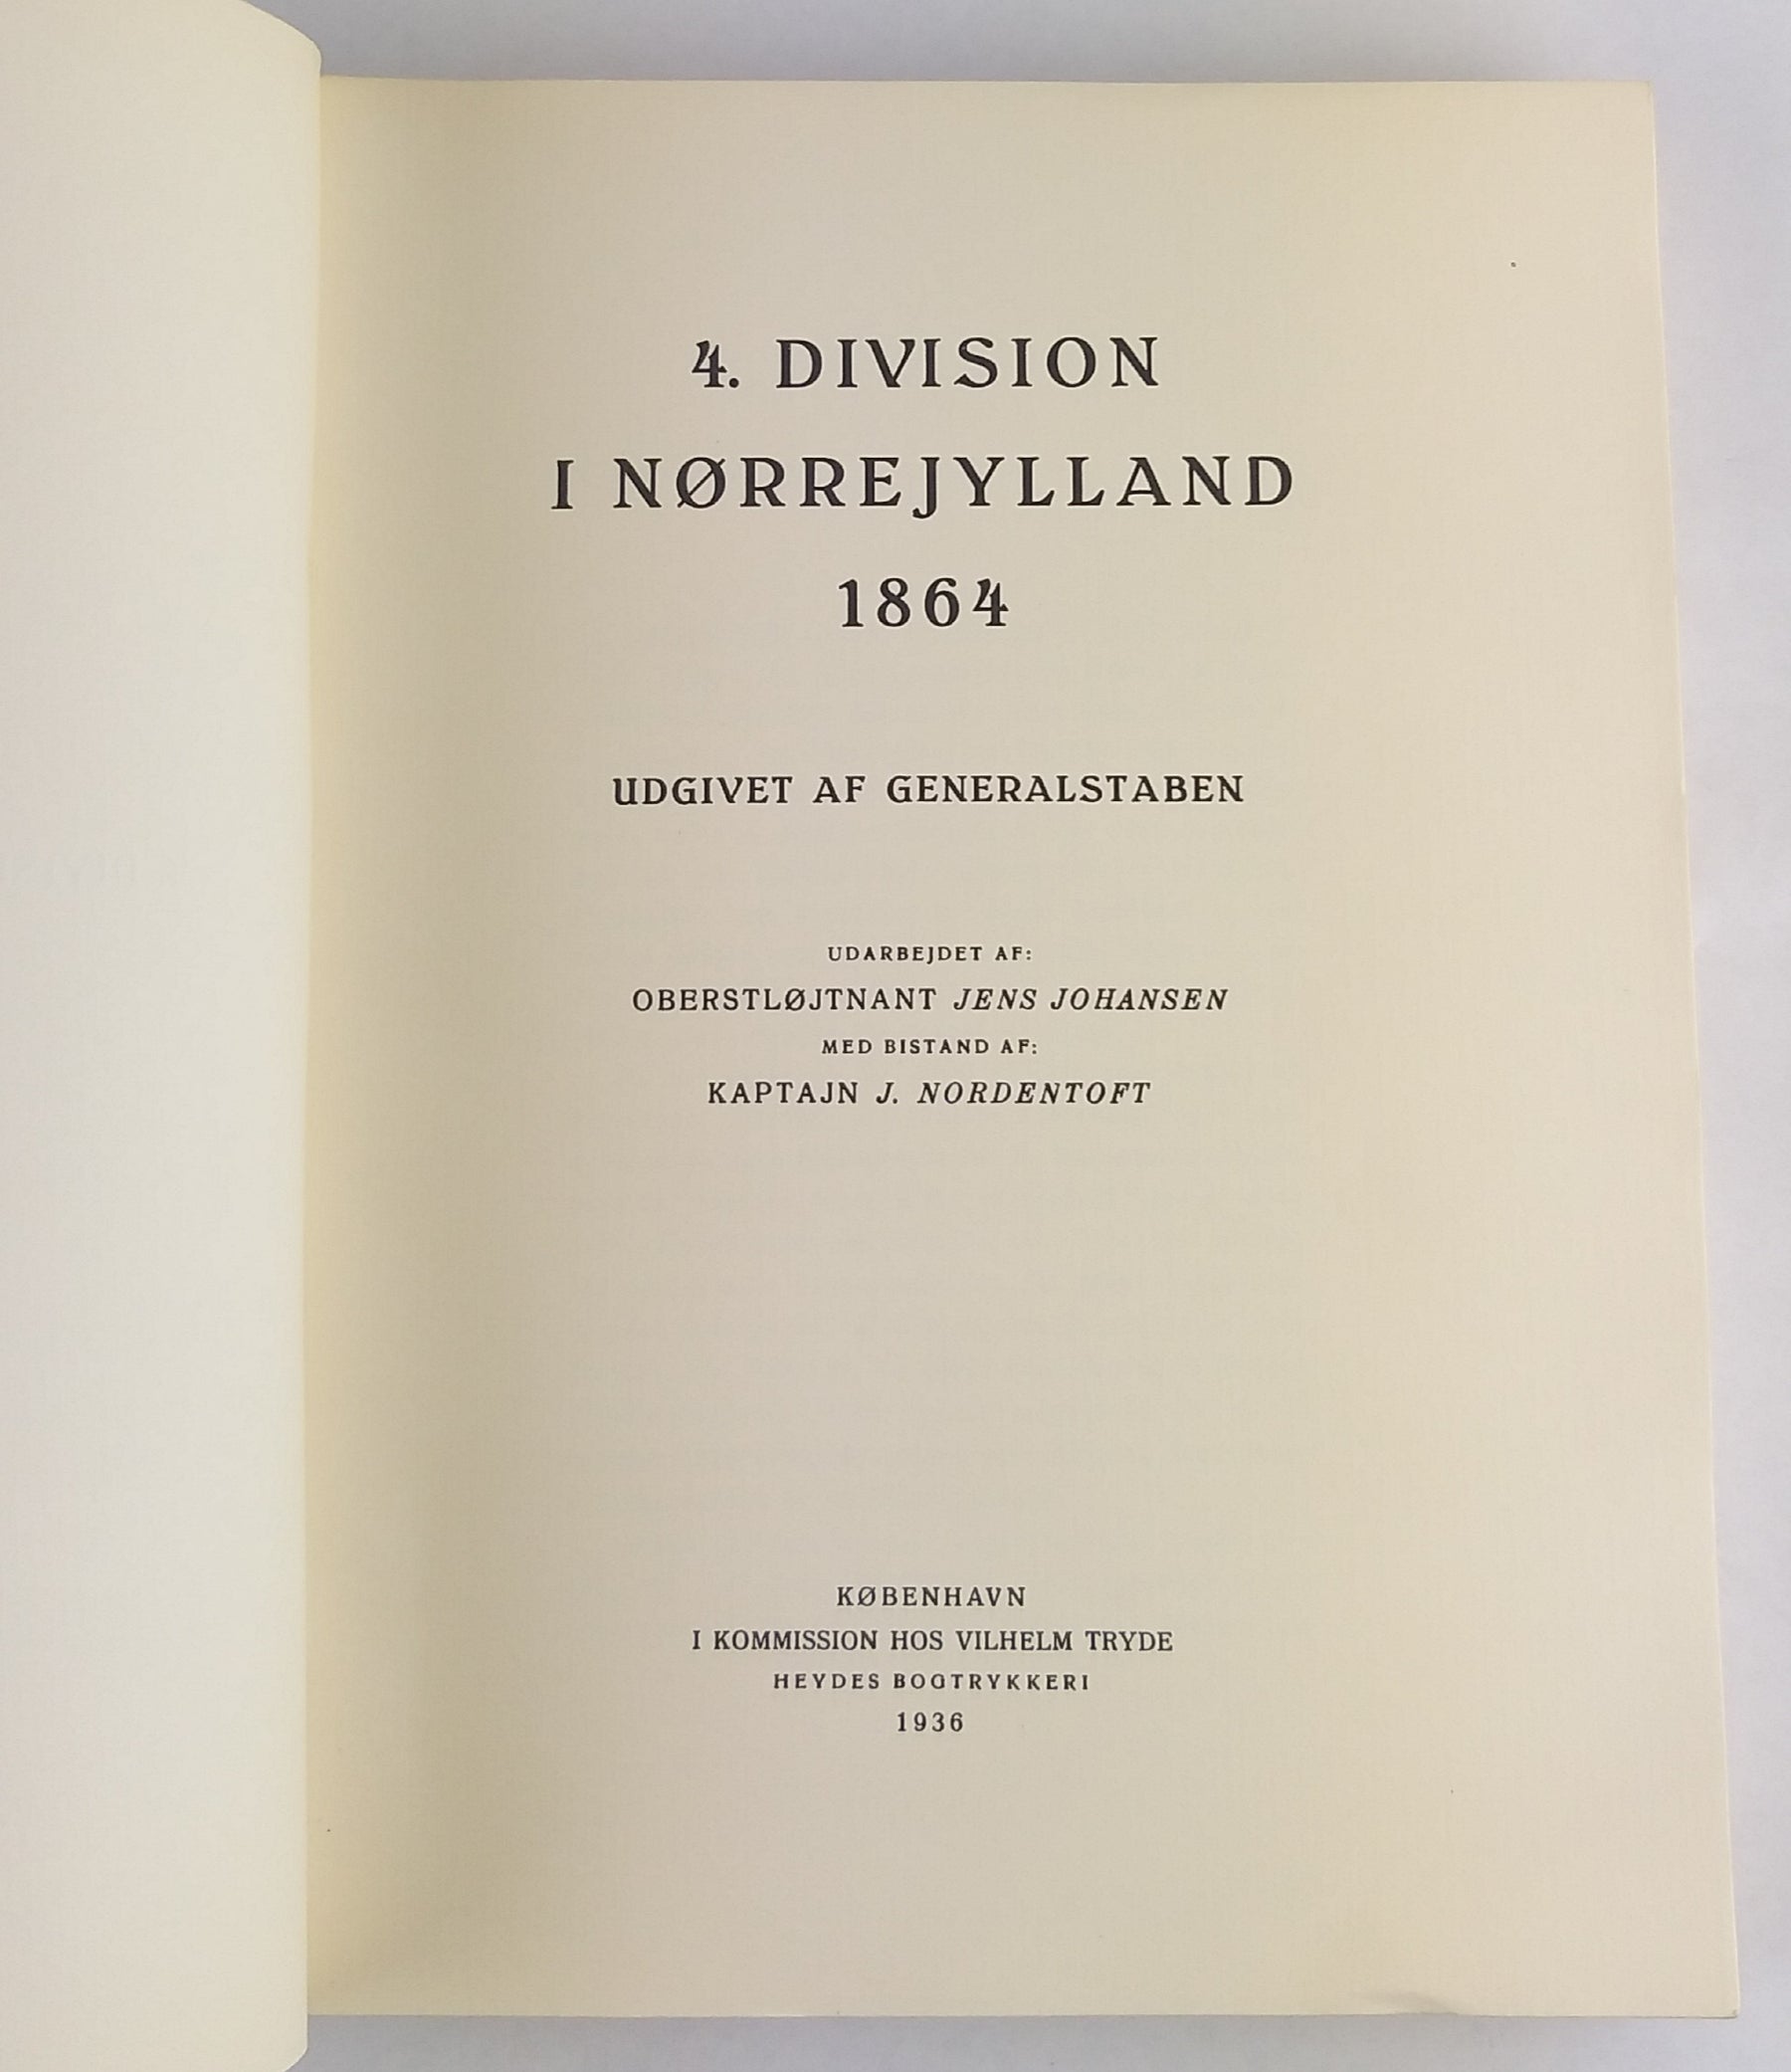 4. DIVISION
I NØRREJYLLAND
1864
UDGIVET AF GENERALSTABEN
UDARBEJDET AF:
OBERSTLØJTNANT JENS JOHANSEN
MED BISTAND AF:
KAPTAJN J. NORDENTOFT
KØBENHAVN
I KOMMISSION HOS VILHELM TRYDE
HEYDES BOGTRYKKERI
1936